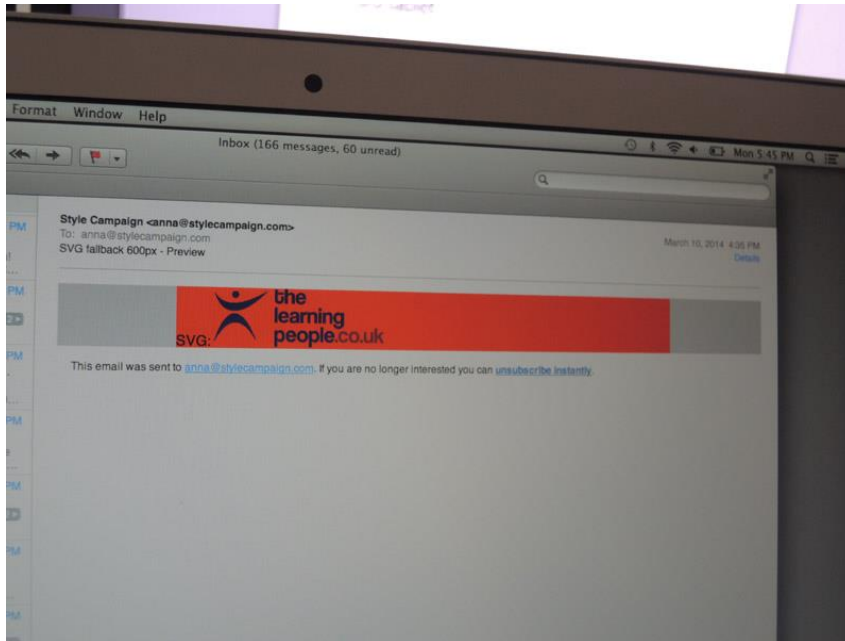 Format Window Help
Mon 5:45 PM
Inbox (166 messages, 60 unread)
Style Campaign <anna@stylecampaign.com>
To: anna@stylecampaign.com
March 10, 2014 4:35 PM
SVG fallback 600px - Preview
Details
the
learning
SVG: people.co.uk
This email was sent to anna@stylecampaign.com. If you are no longer interested you can unsubscribe instantly.
PM
PM
PM
PM
PM
PM
PM